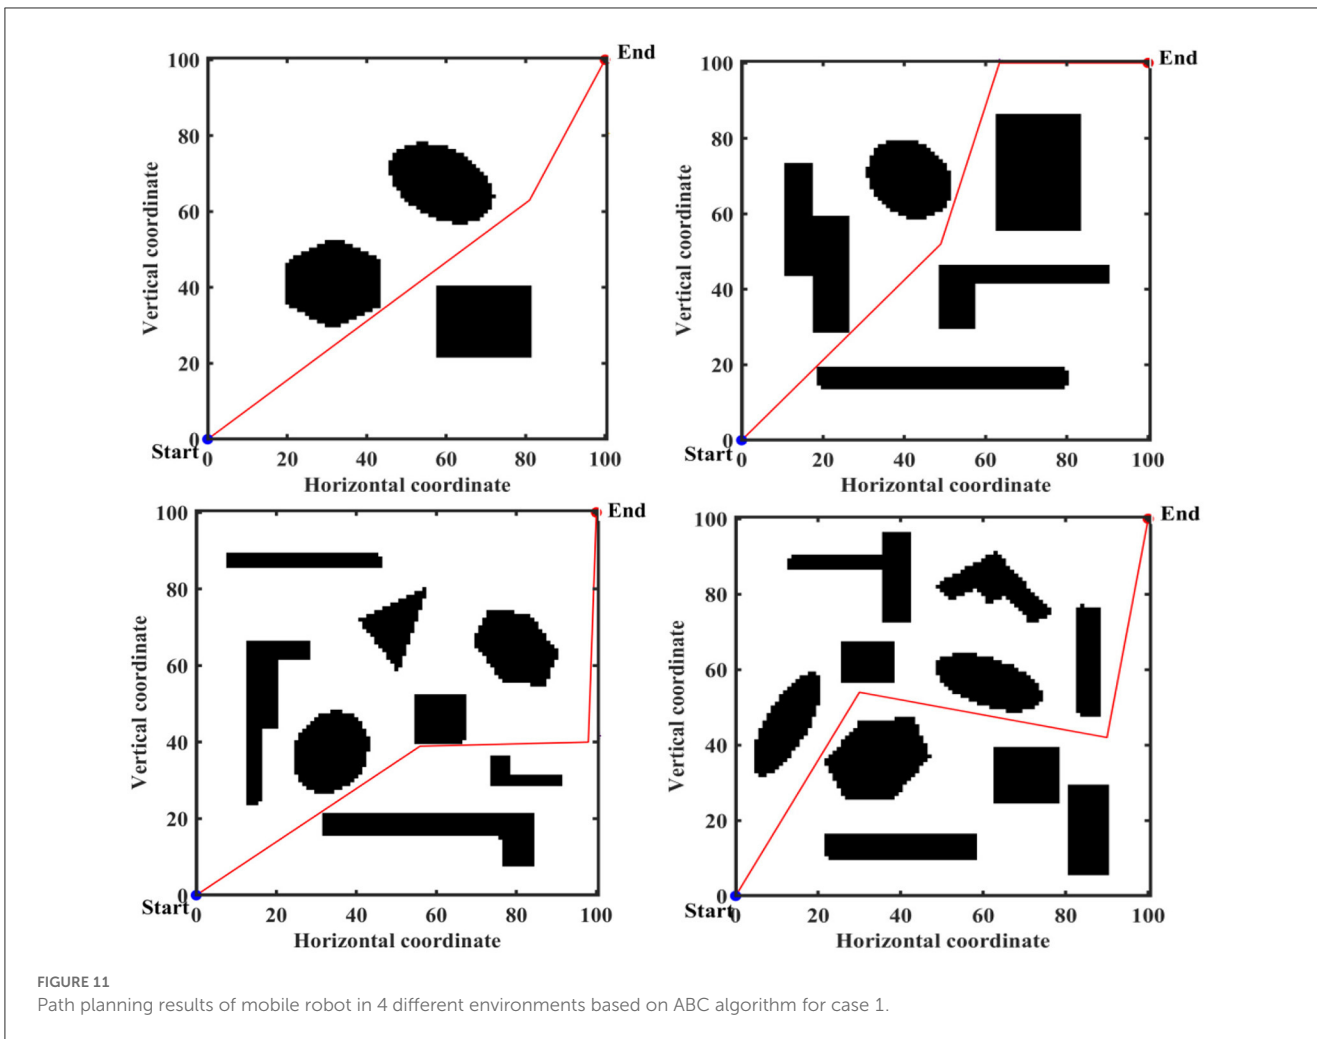 End
100
80
60
40
20
0
Vertical coordinate
Start
0 20 40 60 80 100
Horizontal coordinate
End
100
80
60
40
20
0
Vertical coordinate
Start
0 20 40 60 80 100
Horizontal coordinate
End
100
80
60
40
20
0
Vertical coordinate
Start
0 20 40 60 80 100
Horizontal coordinate
End
100
80
60
40
20
0
Vertical coordinate
Start
0 20 40 60 80 100
Horizontal coordinate
FIGURE 11
Path planning results of mobile robot in 4 different environments based on ABC algorithm for case 1.